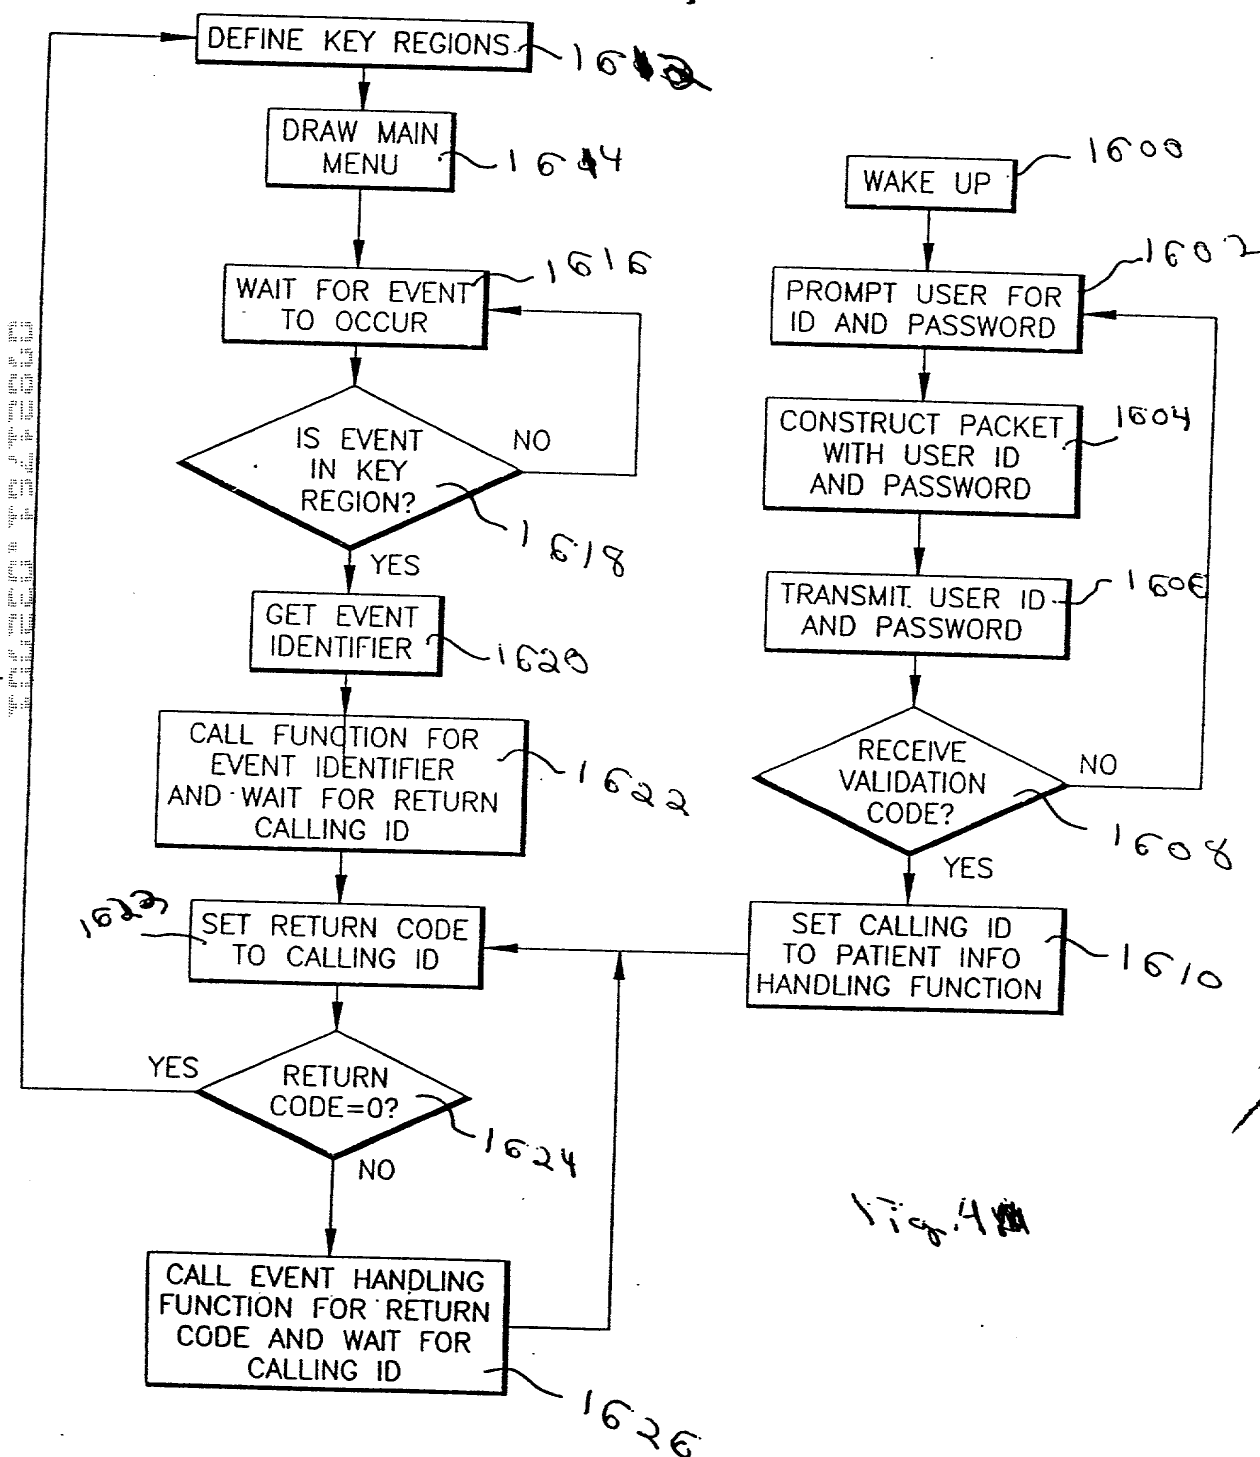 DEFINE KEY REGIONS
1612
DRAW MAIN
MENU
1614
WAIT FOR EVENT
TO OCCUR
1616
IS EVENT
IN KEY
REGION?
NO
1618
YES
GET EVENT
IDENTIFIER
1620
CALL FUNCTION FOR
EVENT IDENTIFIER
AND WAIT FOR RETURN
CALLING ID
1622
SET RETURN CODE
TO CALLING ID
RETURN
CODE=0?
YES
1624
NO
CALL EVENT HANDLING
FUNCTION FOR RETURN
CODE AND WAIT FOR
CALLING ID
1626
WAKE UP
1600
PROMPT USER FOR
ID AND PASSWORD
1602
CONSTRUCT PACKET
WITH USER ID
AND PASSWORD
1604
TRANSMIT USER ID
AND PASSWORD
1606
RECEIVE
VALIDATION
CODE?
NO
1608
YES
SET CALLING ID
TO PATIENT INFO
HANDLING FUNCTION
1610
Fig. 4